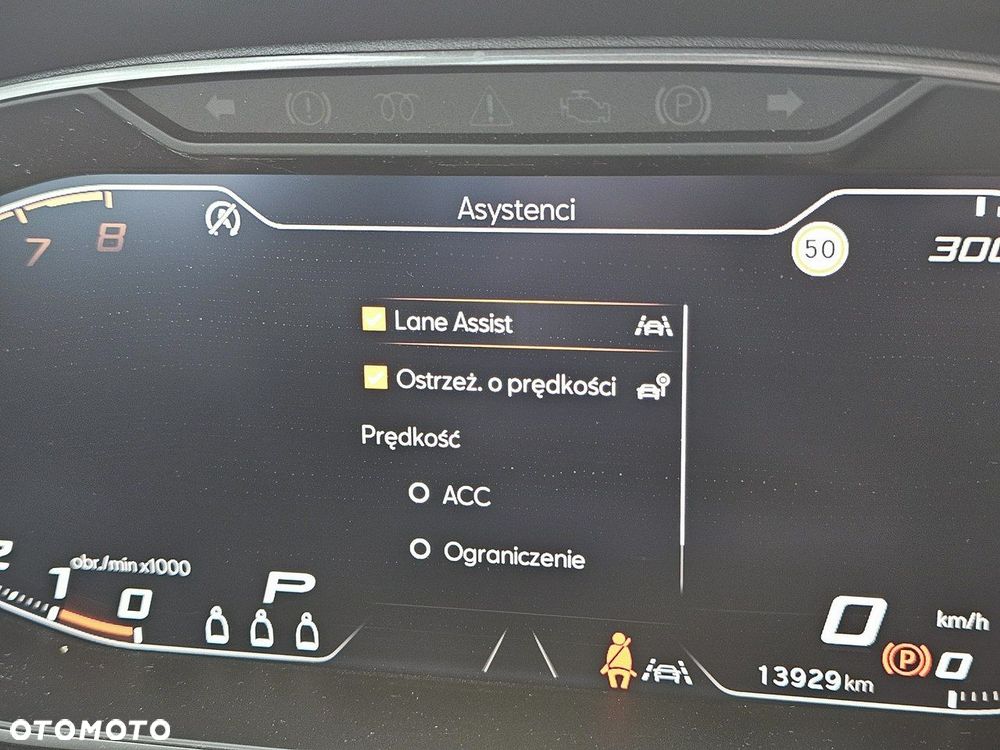 Asystenci
7 8
50
300
Lane Assist
Ostrzeż. o prędkości
Prędkość
ACC
Ograniczenie
2 1 0
obr./min x1000
P
0 km/h
P
0
13929 km
OTOMOTO